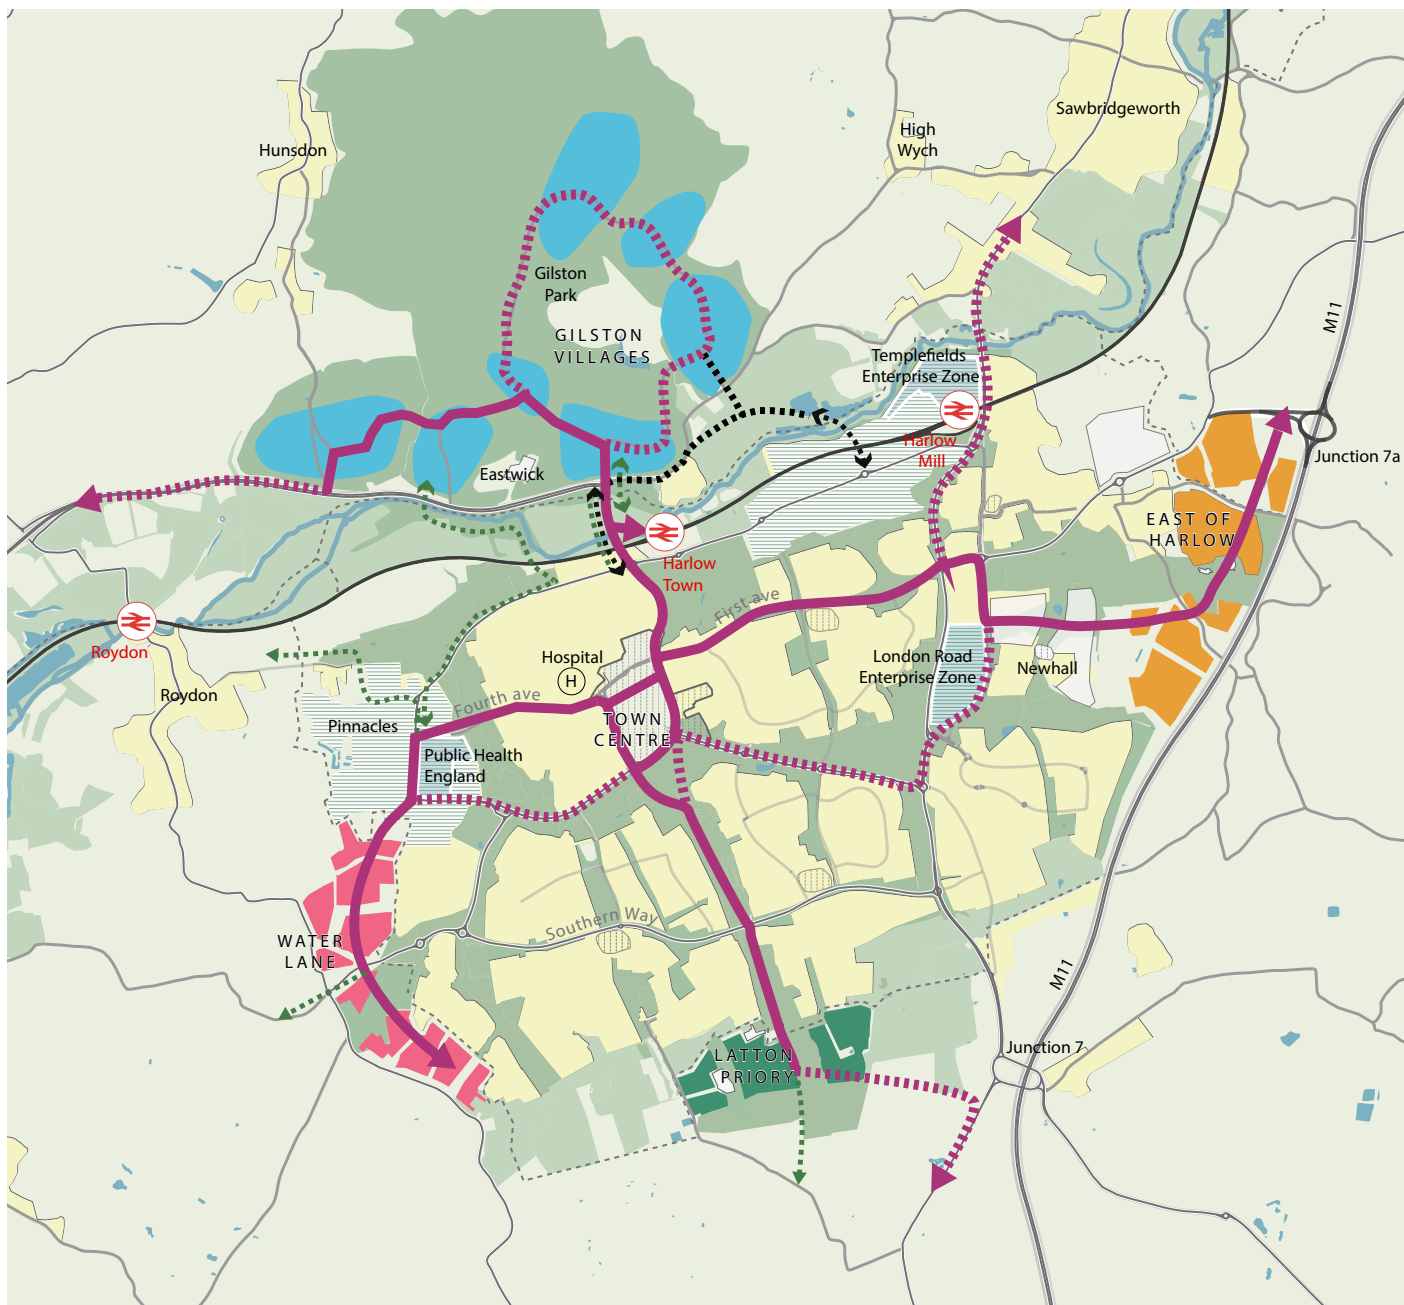 Sawbridgeworth
High
Wych
Hunsdon
Gilston
Park
GILSTON
VILLAGES
M11
Templefields
Enterprise Zone
Harlow
Mill
Junction 7a
Eastwick
EAST OF
HARLOW
Harlow
Town
First ave
Roydon
Roydon
Hospital
H
London Road
Enterprise Zone
Newhall
Fourth ave
Pinnacles
TOWN
CENTRE
Public Health
England
Southern Way
WATER
LANE
M11
Junction 7
LATTON
PRIORY